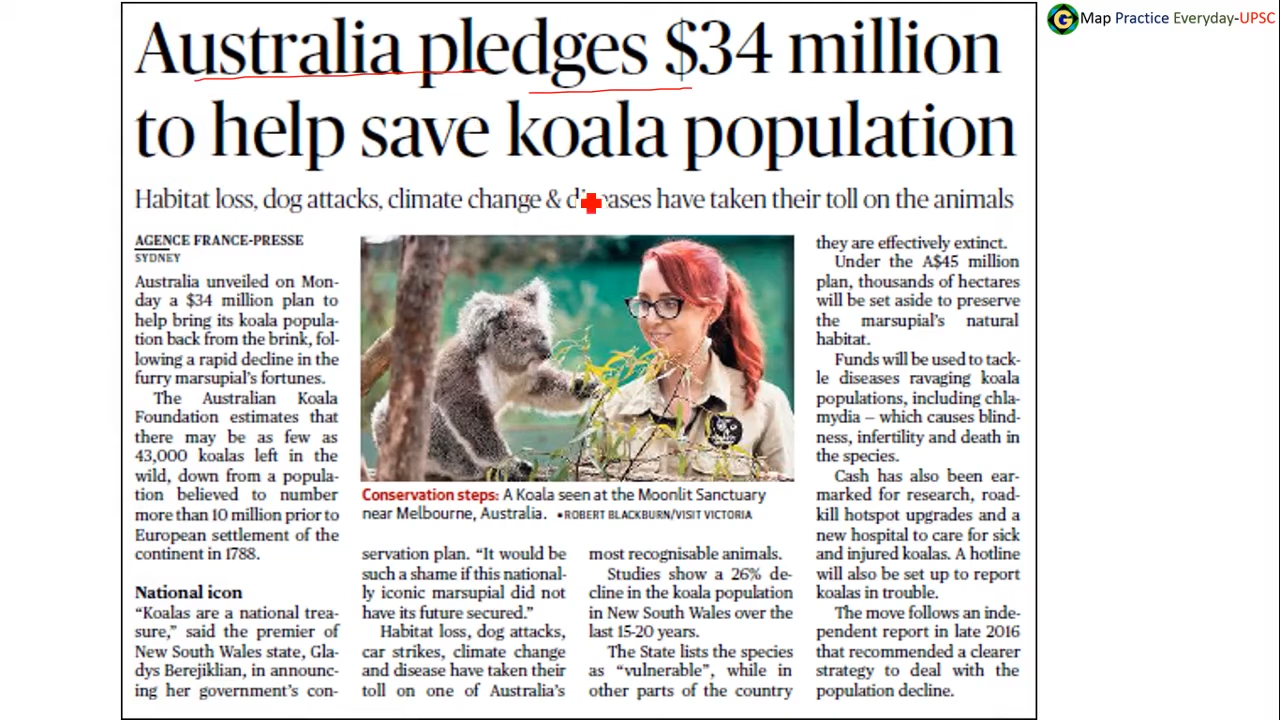 Map Practice Everyday-UPSC
Australia pledges $34 million
to help save koala population
Habitat loss, dog attacks, climate change & have taken their toll on the animals
AGENCE FRANCE-PRESSE
SYDNEY
Australia unveiled on Mon-
day a $34 million plan to
help bring its koala popula-
tion back from the brink, fol-
lowing a rapid decline in the
furry marsupial's fortunes.
The Australian Koala
Foundation estimates that
there may be as few as
43,000 koalas left in the
wild, down from a popula-
tion believed to number
more than 10 million prior to
European settlement of the
continent in 1788.
National icon
“Koalas are a national trea-
sure,” said the premier of
New South Wales state, Gla-
dys Berejiklian, in announc-
ing her government's con-
Conservation steps: A Koala seen at the Moonlit Sanctuary
near Melbourne, Australia. •ROBERT BLACKBURN/VISIT VICTORIA
servation plan. “It would be
such a shame if this national-
ly iconic marsupial did not
have its future secured.”
Habitat loss, dog attacks,
car strikes, climate change
and disease have taken their
toll on one of Australia's
most recognisable animals.
Studies show a 26% de-
cline in the koala population
in New South Wales over the
last 15-20 years.
The State lists the species
as “vulnerable”, while in
other parts of the country
they are effectively extinct.
Under the A$45 million
plan, thousands of hectares
will be set aside to preserve
the marsupial's natural
habitat.
Funds will be used to tack-
le diseases ravaging koala
populations, including chla-
mydia – which causes blind-
ness, infertility and death in
the species.
Cash has also been ear-
marked for research, road-
kill hotspot upgrades and a
new hospital to care for sick
and injured koalas. A hotline
will also be set up to report
koalas in trouble.
The move follows an inde-
pendent report in late 2016
that recommended a clearer
strategy to deal with the
population decline.